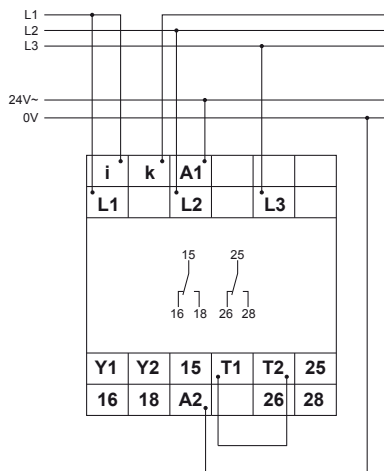 L1
L2
L3
24V~
0V
i k A1
L1 L2 L3
15 25
16 18 26 28
Y1 Y2 15 T1 T2 25
16 18 A2 26 28